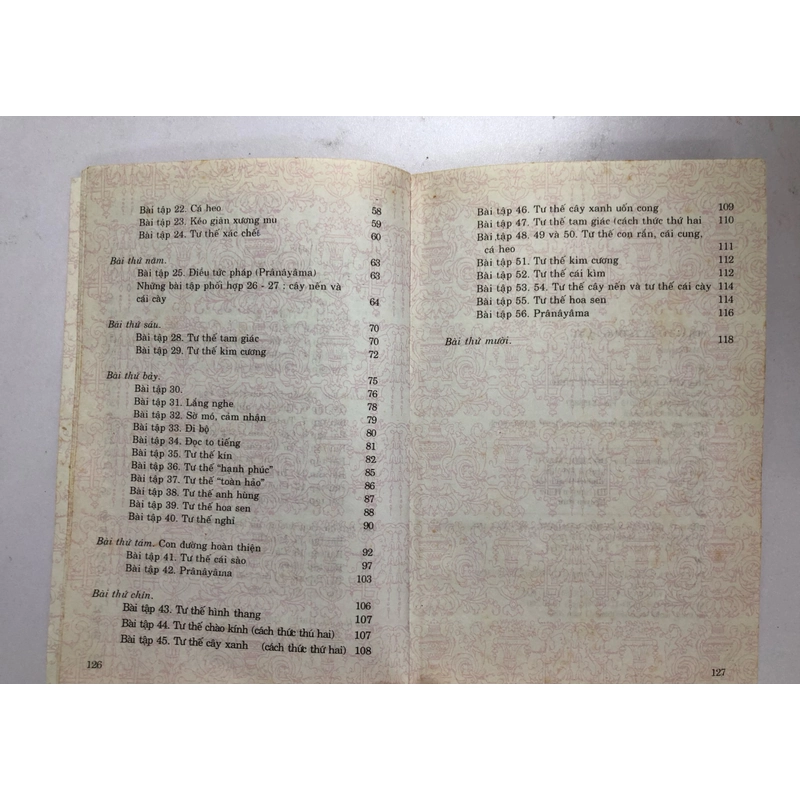 Bài tập 22. Cá heo 58
Bài tập 23. Kéo giãn xương mu 59
Bài tập 24. Tư thế xác chết 60
Bài thứ năm. 63
Bài tập 25. Điều tức pháp (Prânâyâma) 63
Những bài tập phối hợp 26 - 27 : cây nến và
cái cày 64
Bài thứ sáu. 70
Bài tập 28. Tư thế tam giác 70
Bài tập 29. Tư thế kim cương 72
Bài thứ bảy. 75
Bài tập 30. 76
Bài tập 31. Lắng nghe 78
Bài tập 32. Sờ mó, cảm nhận 79
Bài tập 33. Đi bộ 80
Bài tập 34. Đọc to tiếng 81
Bài tập 35. Tư thế kín 82
Bài tập 36. Tư thế “hạnh phúc” 85
Bài tập 37. Tư thế “toàn hảo” 86
Bài tập 38. Tư thế anh hùng 87
Bài tập 39. Tư thế hoa sen 88
Bài tập 40. Tư thế nghỉ 90
Bài thứ tám. Con đường hoàn thiện 92
Bài tập 41. Tư thế cái sào 97
Bài tập 42. Prânâyâma 103
Bài thứ chín. 106
Bài tập 43. Tư thế hình thang 107
Bài tập 44. Tư thế chào kính (cách thức thú hai) 107
Bài tập 45. Tư thế cây xanh (cách thức thứ hai) 108
126
Bài tập 46. Tư thế cây xanh uốn cong 109
Bài tập 47. Tư thế tam giác (cách thức thứ hai 110
Bài tập 48. 49 và 50. Tư thế con rắn, cái cung,
cá heo 111
Bài tập 51. Tư thế kim cương 112
Bài tập 52. Tư thế cái kìm 112
Bài tập 53. 54. Tư thế cây nến và tư thế cái cày 114
Bài tập 55. Tư thế hoa sen 114
Bài tập 56. Prânâyâma 116
Bài thứ mười. 118
127